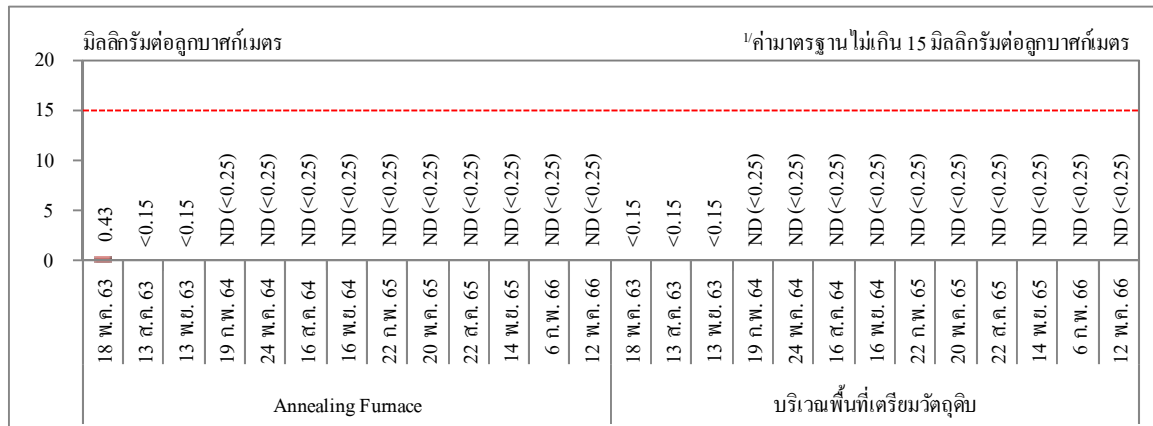 มิลลิกรัมต่อลูกบาศก์เมตร
1/ค่ามาตรฐานไม่เกิน 15 มิลลิกรัมต่อลูกบาศก์เมตร
20
15
10
5
0
0.43
<0.15
<0.15
ND (<0.25)
ND (<0.25)
ND (<0.25)
ND (<0.25)
ND (<0.25)
ND (<0.25)
ND (<0.25)
ND (<0.25)
ND (<0.25)
ND (<0.25)
<0.15
<0.15
<0.15
ND (<0.25)
ND (<0.25)
ND (<0.25)
ND (<0.25)
ND (<0.25)
ND (<0.25)
ND (<0.25)
ND (<0.25)
ND (<0.25)
ND (<0.25)
18 พ.ค. 63
13 ส.ค. 63
13 พ.ย. 63
19 ก.พ. 64
24 พ.ค. 64
16 ส.ค. 64
16 พ.ย. 64
22 ก.พ. 65
20 พ.ค. 65
22 ส.ค. 65
14 พ.ย. 65
6 ก.พ. 66
12 พ.ค. 66
18 พ.ค. 63
13 ส.ค. 63
13 พ.ย. 63
19 ก.พ. 64
24 พ.ค. 64
16 ส.ค. 64
16 พ.ย. 64
22 ก.พ. 65
20 พ.ค. 65
22 ส.ค. 65
14 พ.ย. 65
6 ก.พ. 66
12 พ.ค. 66
Annealing Furnace
บริเวณพื้นที่เตรียมวัตถุดิบ